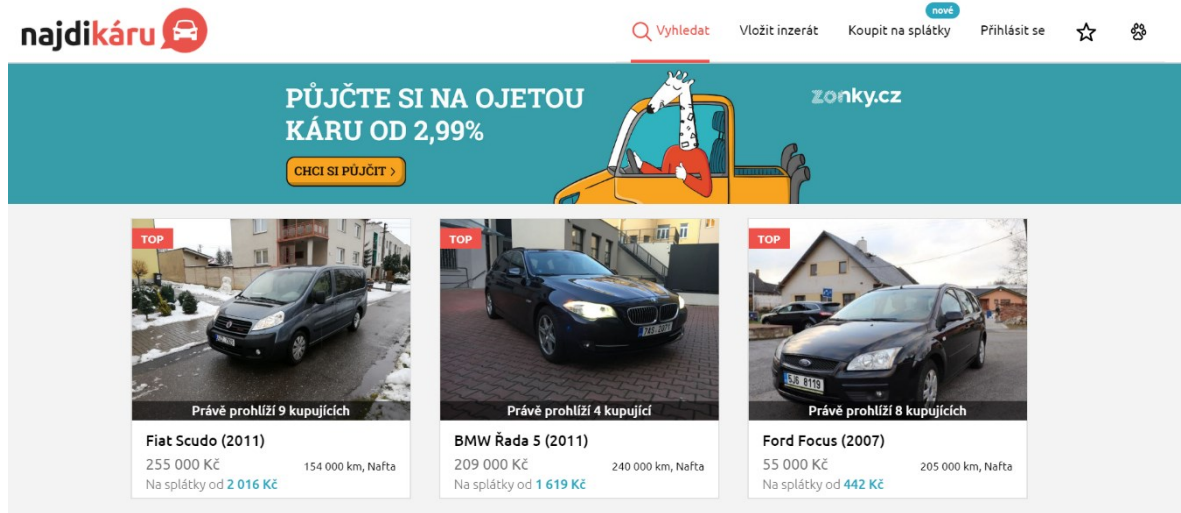 najdikáru
nové
Vyhledat Vložit inzerát Koupit na splátky Přihlásit se
PŮJČTE SI NA OJETOU
KÁRU OD 2,99%
CHCI SI PŮJČIT >
zonky.cz
TOP
Právě prohlíží 9 kupujících
Fiat Scudo (2011)
255 000 Kč 154 000 km, Nafta
Na splátky od 2 016 Kč
TOP
Právě prohlíží 4 kupující
BMW Řada 5 (2011)
209 000 Kč 240 000 km, Nafta
Na splátky od 1 619 Kč
TOP
5J6 8119
Právě prohlíží 8 kupujících
Ford Focus (2007)
55 000 Kč 205 000 km, Nafta
Na splátky od 442 Kč